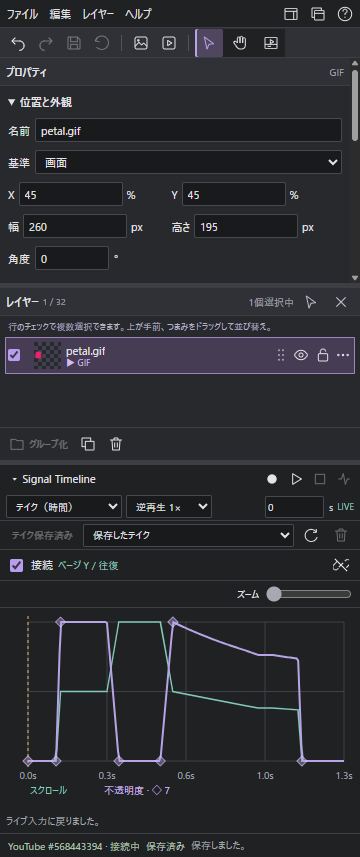 ファイル 編集 レイヤー ヘルプ
プロパティ GIF
▼ 位置と外観
名前 petal.gif
基準 画面
X 45 % Y 45 %
幅 260 px 高さ 195 px
角度 0 °
レイヤー 1 / 32 1個選択中
行のチェックで複数選択できます。上が手前、つまみをドラッグして並び替え。
petal.gif
▶ GIF
グループ化
Signal Timeline
テイク（時間） 逆再生 1× 0 s LIVE
テイク保存済み 保存したテイク
接続 ページ Y / 往復
ズーム
0.0s 0.3s 0.6s 1.0s 1.3s
スクロール 不透明度 · ◇ 7
ライブ入力に戻りました。
YouTube #568443394 · 接続中 保存済み 保存しました。